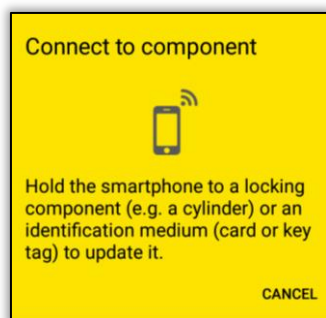 Connect to component
Hold the smartphone to a locking
component (e.g. a cylinder) or an
identification medium (card or key
tag) to update it.
CANCEL